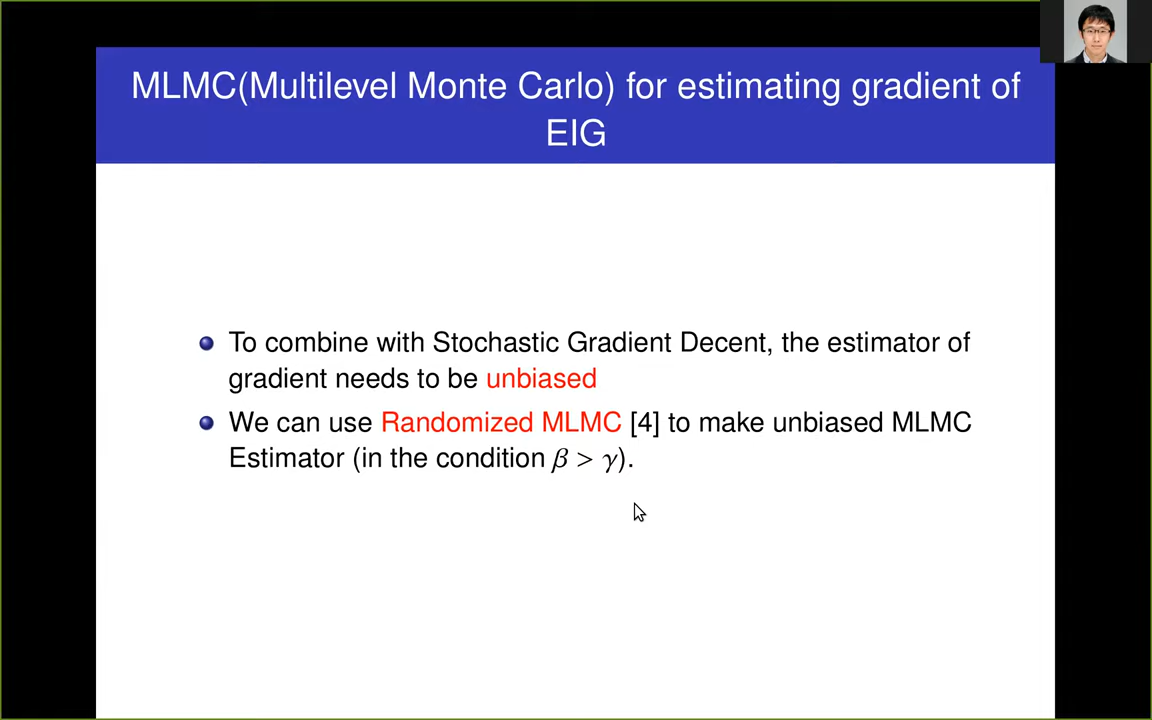 MLMC(Multilevel Monte Carlo) for estimating gradient of
EIG
To combine with Stochastic Gradient Decent, the estimator of
gradient needs to be unbiased
We can use Randomized MLMC [4] to make unbiased MLMC
Estimator (in the condition β > γ).